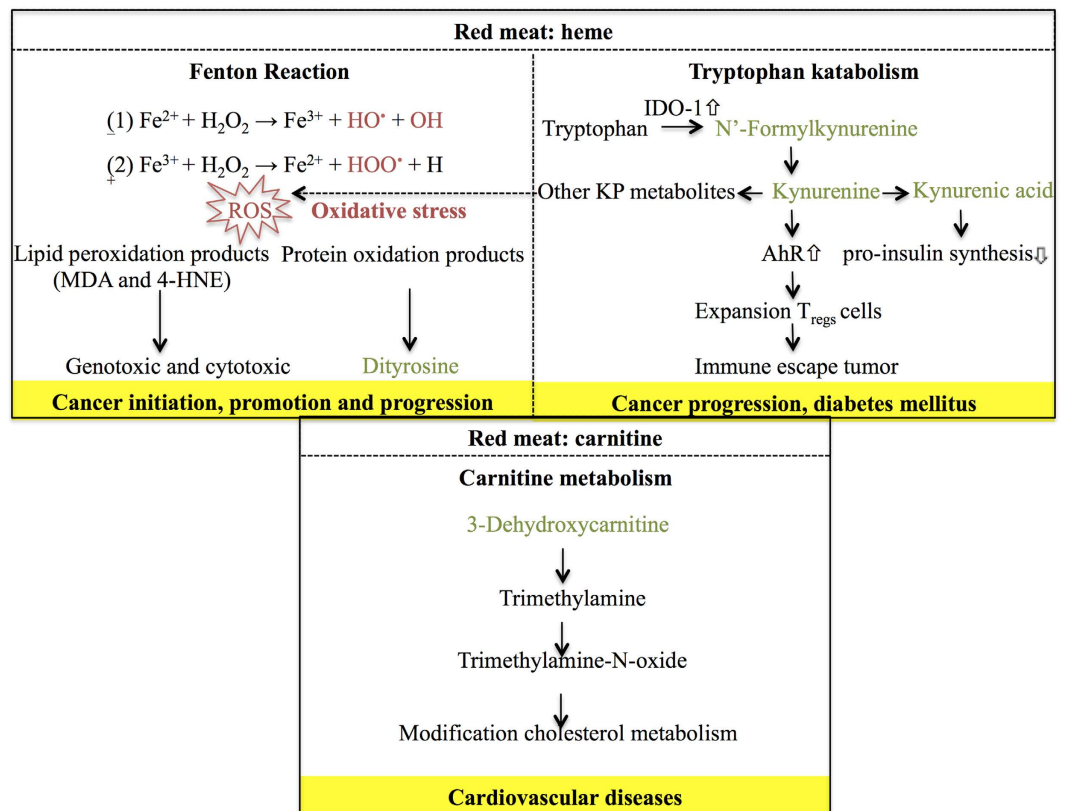 Red meat: heme
Fenton Reaction
(1) Fe²⁺ + H₂O₂ → Fe³⁺ + HO• + OH
−
(2) Fe³⁺ + H₂O₂ → Fe²⁺ + HOO• + H
+
ROS Oxidative stress
Lipid peroxidation products
(MDA and 4-HNE)
Protein oxidation products
Genotoxic and cytotoxic
Dityrosine
Cancer initiation, promotion and progression
Tryptophan katabolism
IDO-1⇧
Tryptophan → N’-Formylkynurenine
Other KP metabolites ← Kynurenine → Kynurenic acid
AhR⇧
pro-insulin synthesis⇩
Expansion Tregs cells
Immune escape tumor
Cancer progression, diabetes mellitus
Red meat: carnitine
Carnitine metabolism
3-Dehydroxycarnitine
Trimethylamine
Trimethylamine-N-oxide
Modification cholesterol metabolism
Cardiovascular diseases